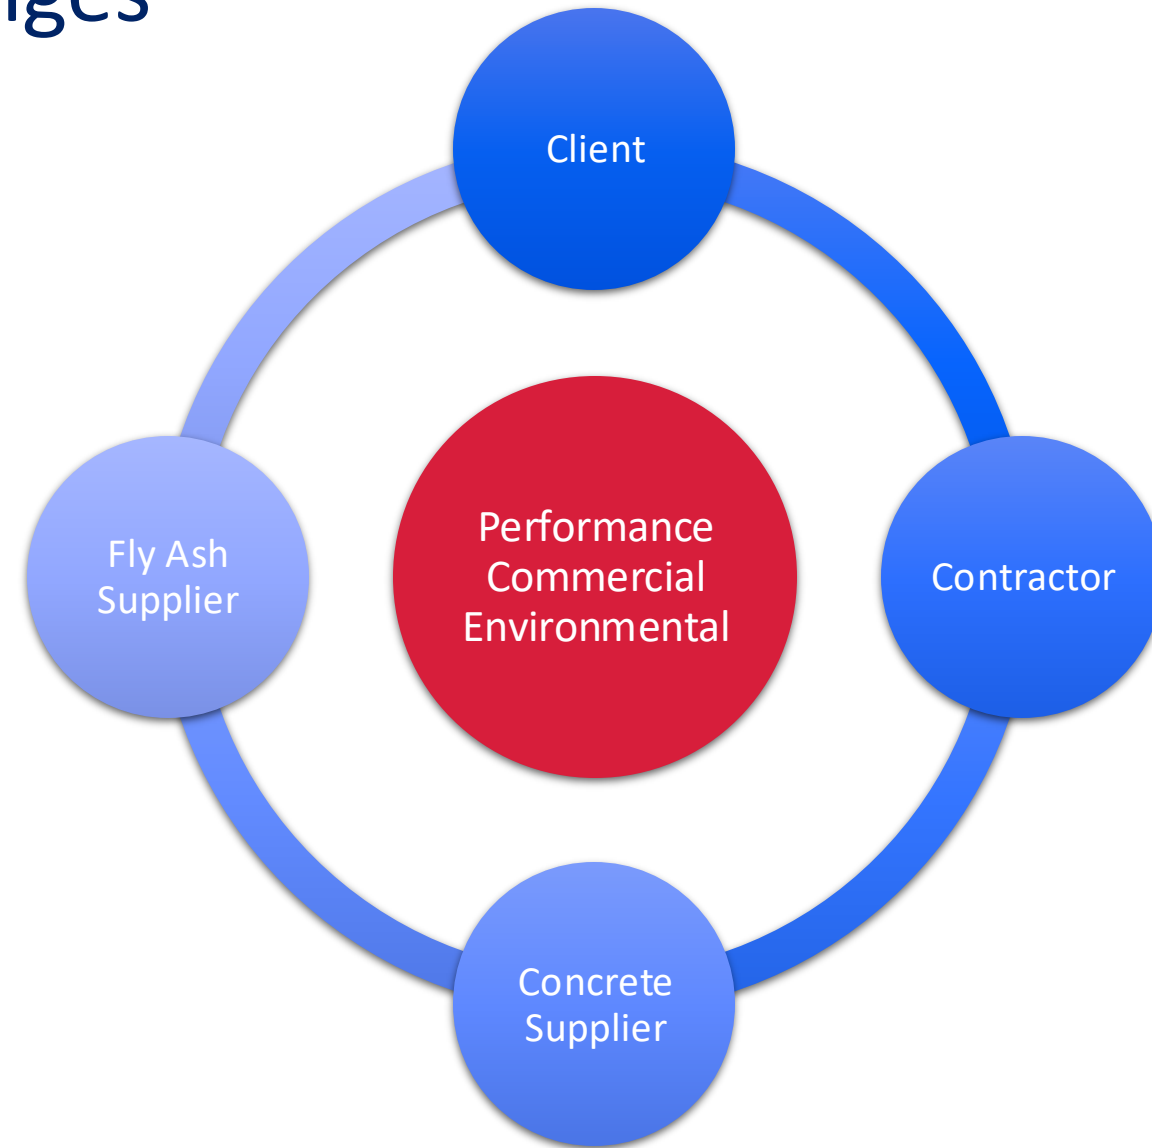 Client
Performance
Commercial
Environmental
Fly Ash
Supplier
Contractor
Concrete
Supplier